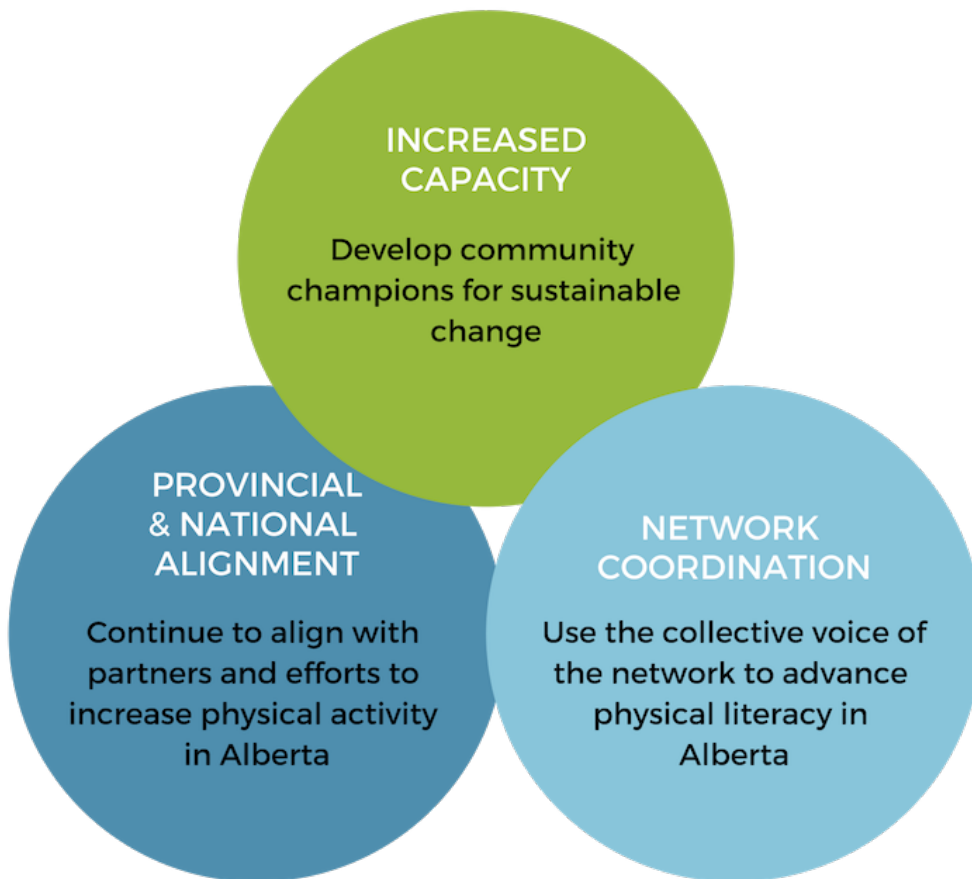 INCREASED
CAPACITY
Develop community
champions for sustainable
change
PROVINCIAL
& NATIONAL
ALIGNMENT
Continue to align with
partners and efforts to
increase physical activity
in Alberta
NETWORK
COORDINATION
Use the collective voice of
the network to advance
physical literacy in
Alberta